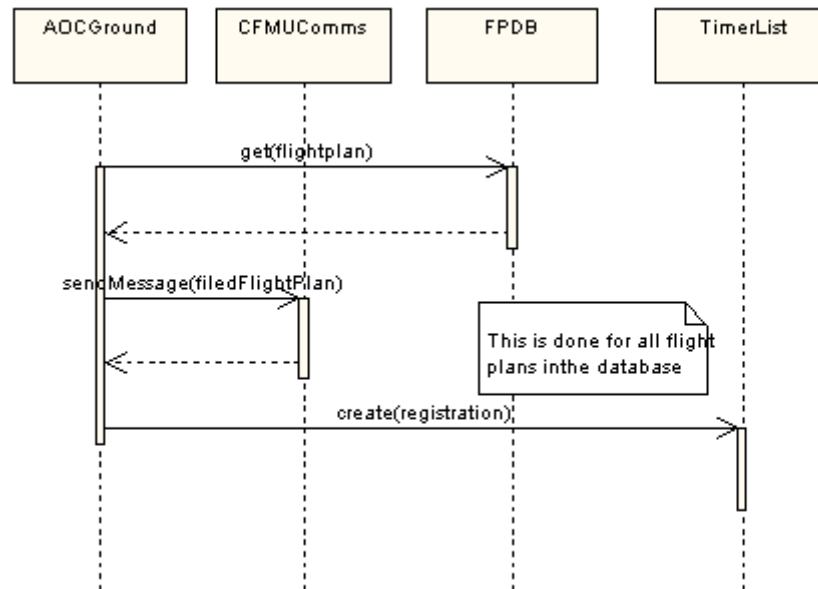 AOCGround
CFMUComms
FPDB
TimerList
get(flightplan)
sendMessage(filedFlightPlan)
This is done for all flight
plans inthe database
create(registration)